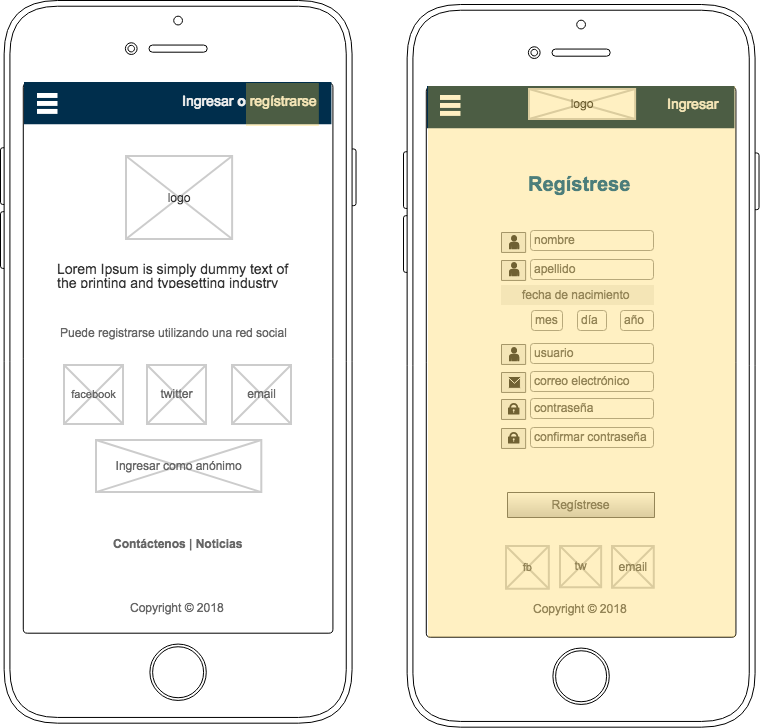 Ingresar o regístrarse
logo
Lorem Ipsum is simply dummy text of
the printing and typesetting industry
Puede registrarse utilizando una red social
facebook
twitter
email
Ingresar como anónimo
Contáctenos | Noticias
Copyright © 2018
logo
Ingresar
Regístrese
nombre
apellido
fecha de nacimiento
mes
día
año
usuario
correo electrónico
contraseña
confirmar contraseña
Regístrese
fb
tw
email
Copyright © 2018